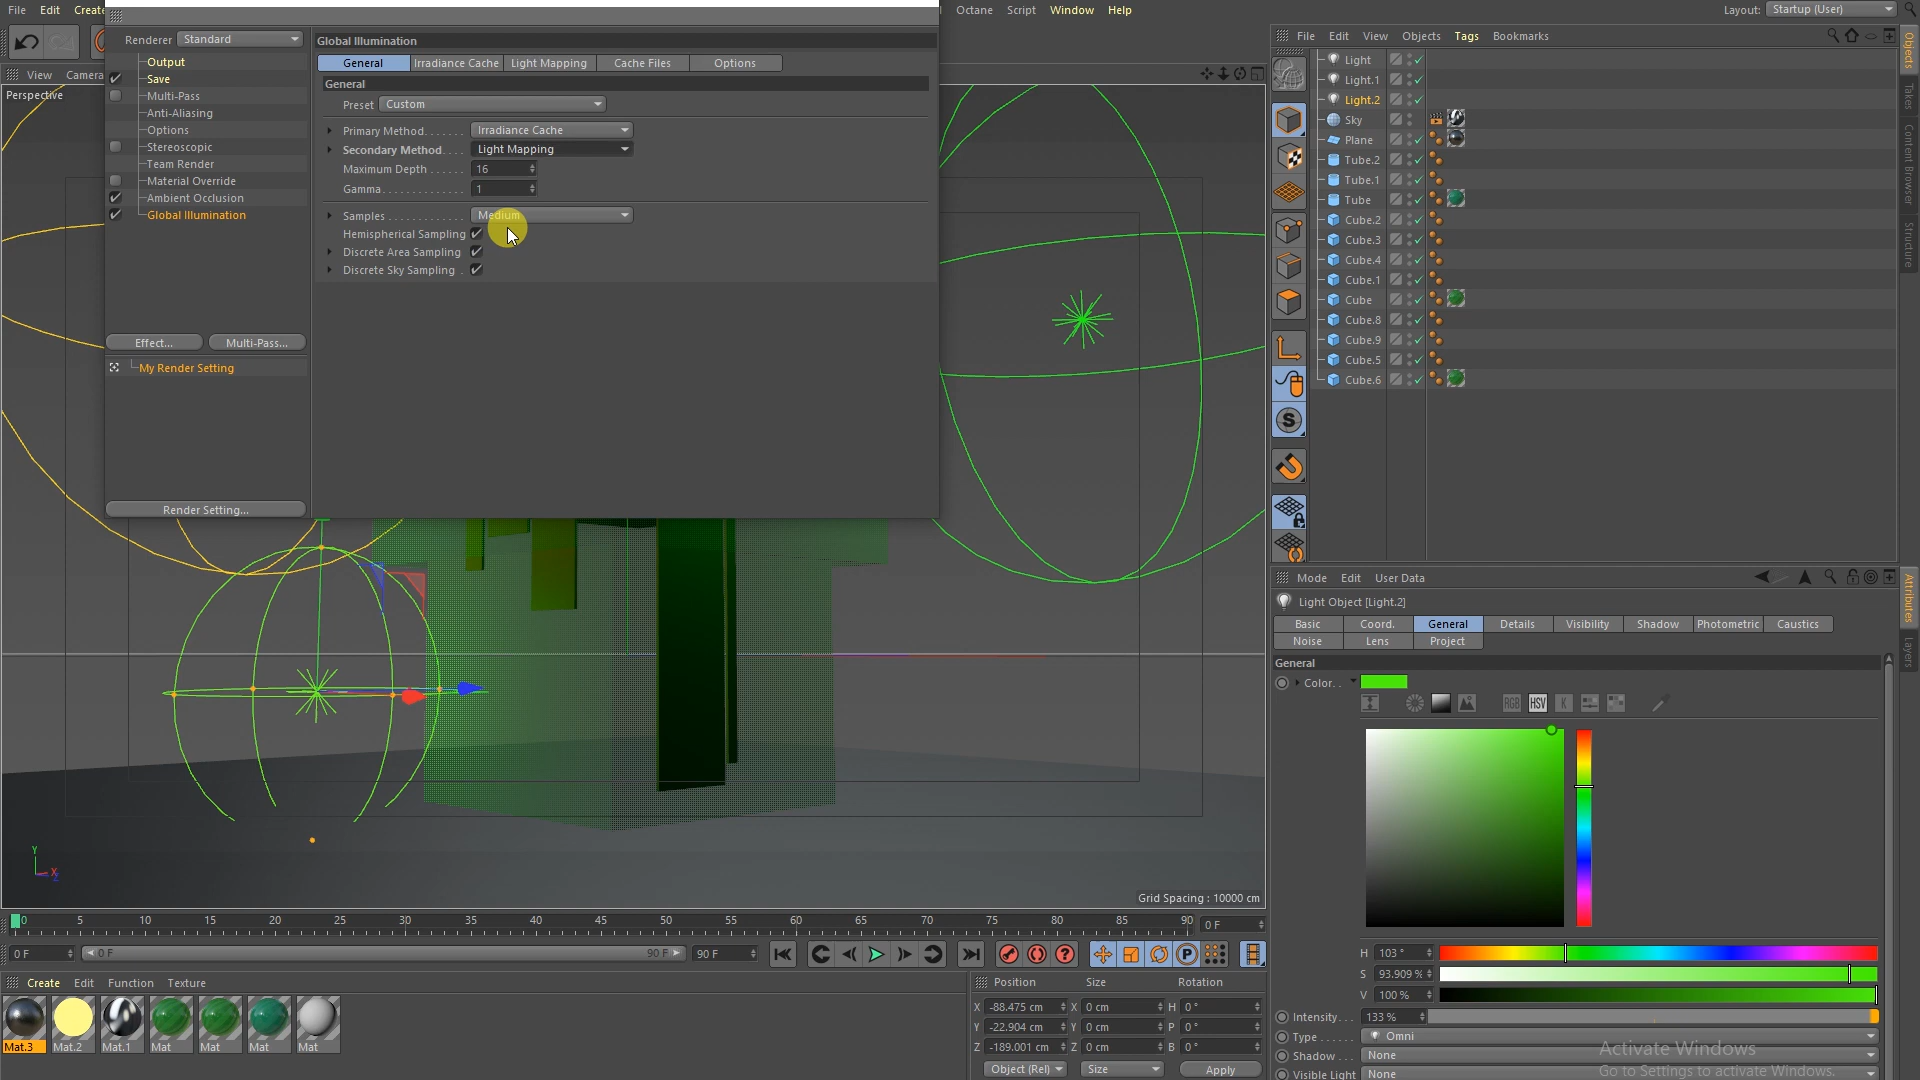 File Edit Create
Octane Script Window Help
Layout: Startup (User)
Renderer Standard
Output
Save
Multi-Pass
Anti-Aliasing
Options
Stereoscopic
Team Render
Material Override
Ambient Occlusion
Global Illumination
Effect... Multi-Pass...
My Render Setting
Render Setting...
Global Illumination
General Irradiance Cache Light Mapping Cache Files Options
General
Preset Custom
Primary Method....... Irradiance Cache
Secondary Method.... Light Mapping
Maximum Depth ...... 16
Gamma............. 1
Samples ............ Medium
Hemispherical Sampling
Discrete Area Sampling
Discrete Sky Sampling .
View Camera
Perspective
Y
X
Z
Grid Spacing : 10000 cm
File Edit View Objects Tags Bookmarks
Light
Light.1
Light.2
Sky
Plane
Tube.2
Tube.1
Tube
Cube.2
Cube.3
Cube.4
Cube.1
Cube
Cube.8
Cube.9
Cube.5
Cube.6
Objects
Takes
Content Browser
Structure
Attributes
Layers
Mode Edit User Data
Light Object [Light.2]
Basic Coord. General Details Visibility Shadow Photometric Caustics
Noise Lens Project
General
Color. .
RGB HSV K
H 103 °
S 93.909 %
V 100 %
Intensity. . . 133 %
Type . . . . . . Omni
Shadow . . . None
Visible Light None
Activate Windows
Go to Settings to activate Windows.
0 5 10 15 20 25 30 35 40 45 50 55 60 65 70 75 80 85 90 0 F
0 F 0 F 90 F 90 F
P
Create Edit Function Texture
Mat.3 Mat.2 Mat.1 Mat Mat Mat Mat
Position Size Rotation
X -88.475 cm X 0 cm H 0 °
Y -22.904 cm Y 0 cm P 0 °
Z -189.001 cm Z 0 cm B 0 °
Object (Rel) Size Apply